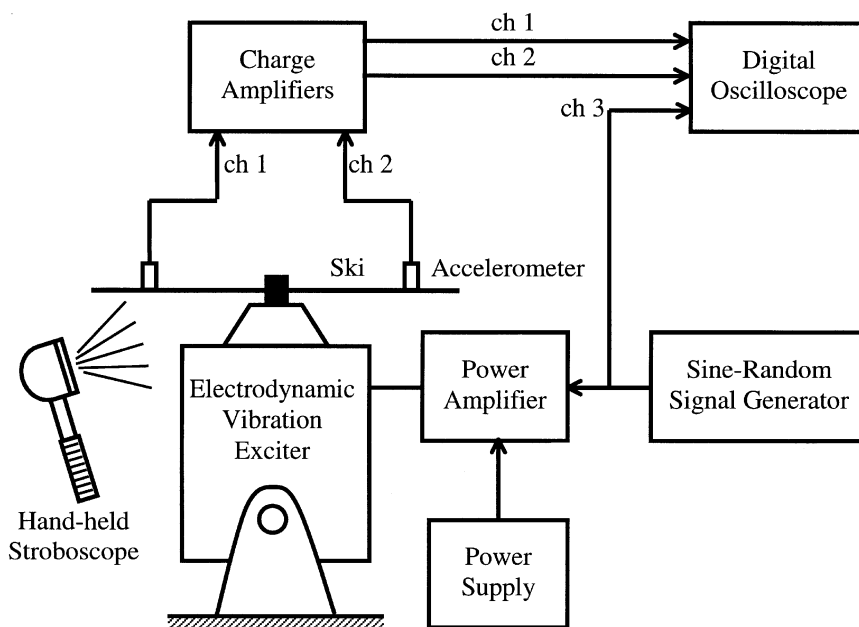 ch 1
ch 2
Charge
Amplifiers
Digital
Oscilloscope
ch 3
ch 1
ch 2
Ski
Accelerometer
Electrodynamic
Vibration
Exciter
Power
Amplifier
Sine-Random
Signal Generator
Hand-held
Stroboscope
Power
Supply